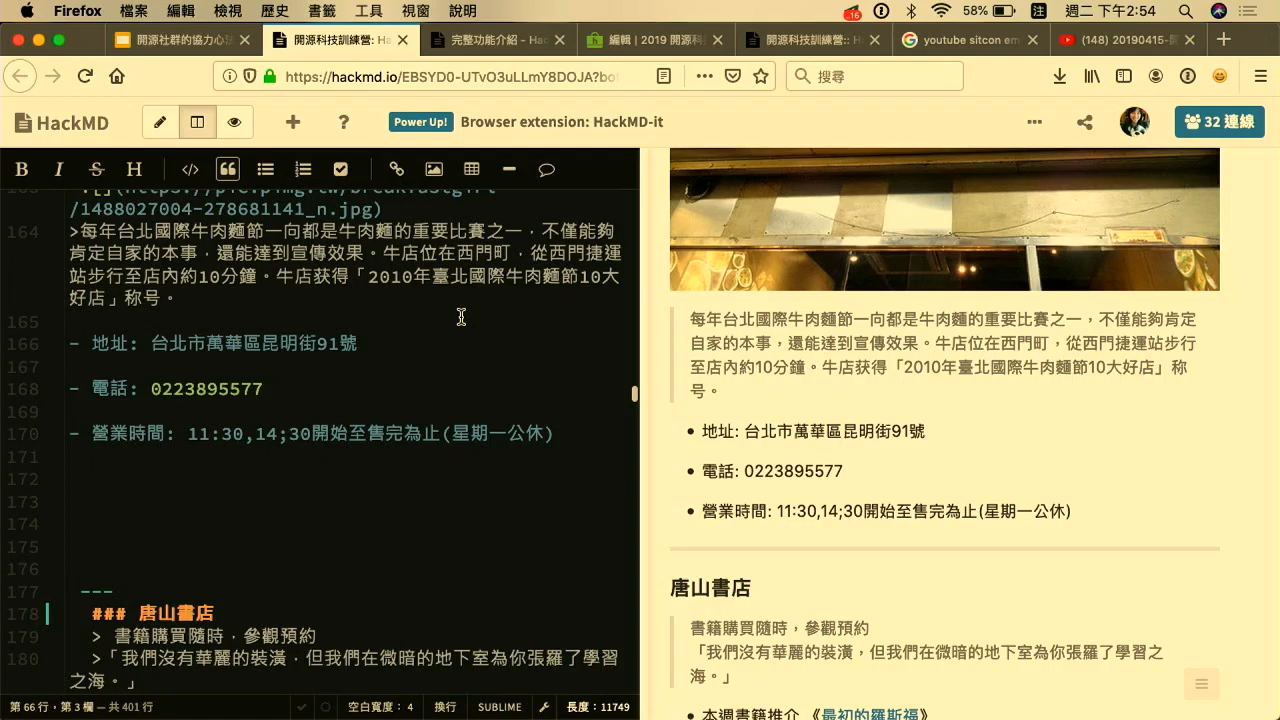 Firefox 檔案 編輯 檢視 歷史 書籤 工具 視窗 說明 16 58% 注 週二 下午2:54
開源社群的協力心法 開源科技訓練營: Ha 完整功能介紹 - Hac 編輯 | 2019 開源科 開源科技訓練營:: H youtube sitcon em (148) 20190415-開
https://hackmd.io/EBSYD0-UTvO3uLLmY8DOJA?bo 搜尋
HackMD Power Up! Browser extension: HackMD-it 32 連線
B I S H
163
/1488027004-278681141_n.jpg)
164 >每年台北國際牛肉麵節一向都是牛肉麵的重要比賽之一，不僅能夠
肯定自家的本事，還能達到宣傳效果。牛店位在西門町，從西門捷運
站步行至店內約10分鐘。牛店获得「2010年臺北國際牛肉麵節10大
好店」称号。
165
166 - 地址: 台北市萬華區昆明街91號
167
168 - 電話: 0223895577
169
170 - 營業時間: 11:30,14;30開始至售完為止(星期一公休)
171
172
173
174
175
176
177 ---
178 ### 唐山書店
179 > 書籍購買隨時，參觀預約
180 >「我們沒有華麗的裝潢，但我們在微暗的地下室為你張羅了學習
之海。」
第 66 行，第 3 欄 — 共 401 行 空白寬度： 4 換行 SUBLIME 長度：11749
每年台北國際牛肉麵節一向都是牛肉麵的重要比賽之一，不僅能夠肯定
自家的本事，還能達到宣傳效果。牛店位在西門町，從西門捷運站步行
至店內約10分鐘。牛店获得「2010年臺北國際牛肉麵節10大好店」称
号。
• 地址: 台北市萬華區昆明街91號
• 電話: 0223895577
• 營業時間: 11:30,14;30開始至售完為止(星期一公休)
唐山書店
書籍購買隨時，參觀預約
「我們沒有華麗的裝潢，但我們在微暗的地下室為你張羅了學習之
海。」
• 本週書籍推介 《最初的羅斯福》